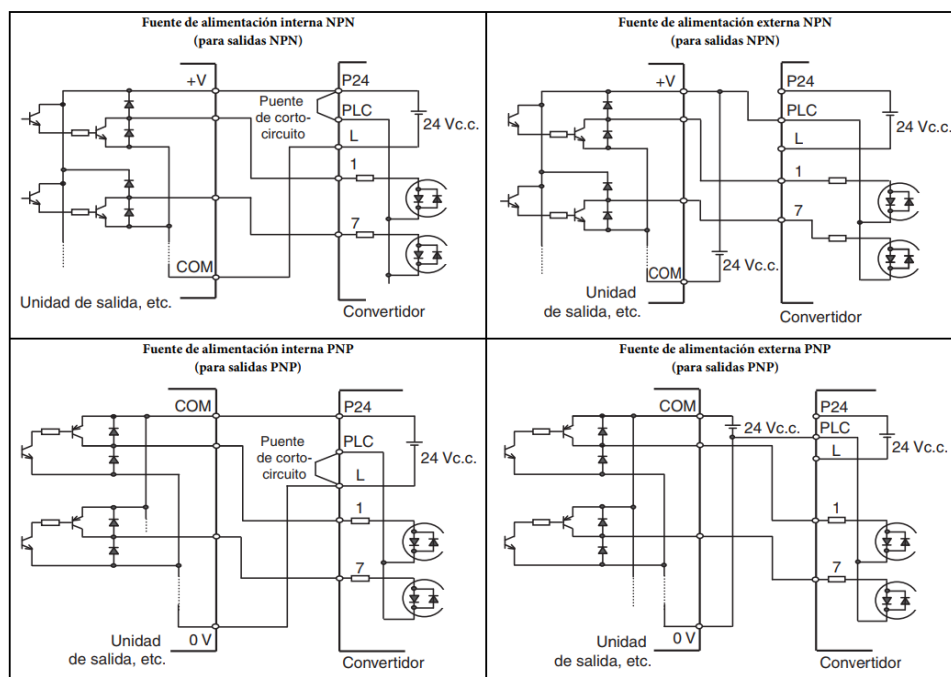 Fuente de alimentación interna NPN
(para salidas NPN)
+V
P24
Puente
de corto-
circuito
PLC
L
24 Vc.c.
1
7
COM
Unidad de salida, etc.
Convertidor
Fuente de alimentación externa NPN
(para salidas NPN)
+V
P24
PLC
L
24 Vc.c.
1
7
24 Vc.c.
COM
Unidad
de salida, etc.
Convertidor
Fuente de alimentación interna PNP
(para salidas PNP)
COM
P24
Puente
de corto-
circuito
PLC
L
24 Vc.c.
1
7
0 V
Unidad
de salida, etc.
Convertidor
Fuente de alimentación externa PNP
(para salidas PNP)
COM
P24
24 Vc.c.
PLC
L
24 Vc.c.
1
7
0 V
Unidad
de salida, etc.
Convertidor